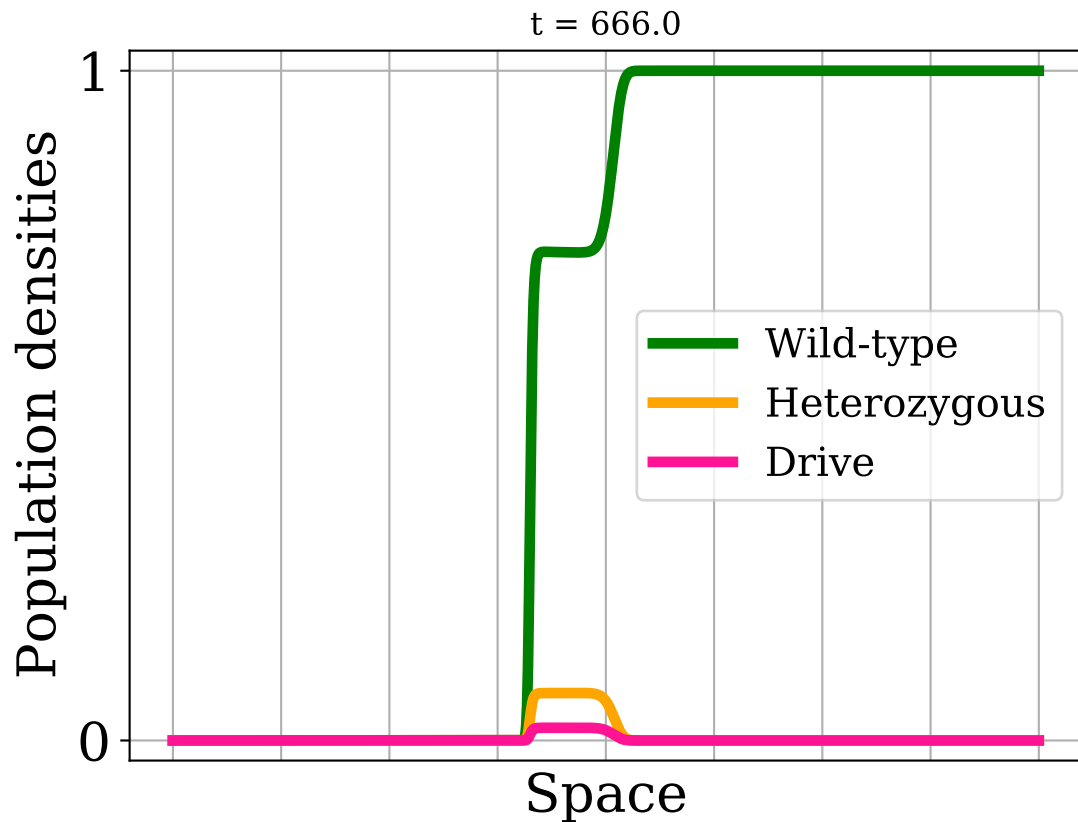 t = 666.0
Population densities
1
0
Wild-type
Heterozygous
Drive
Space